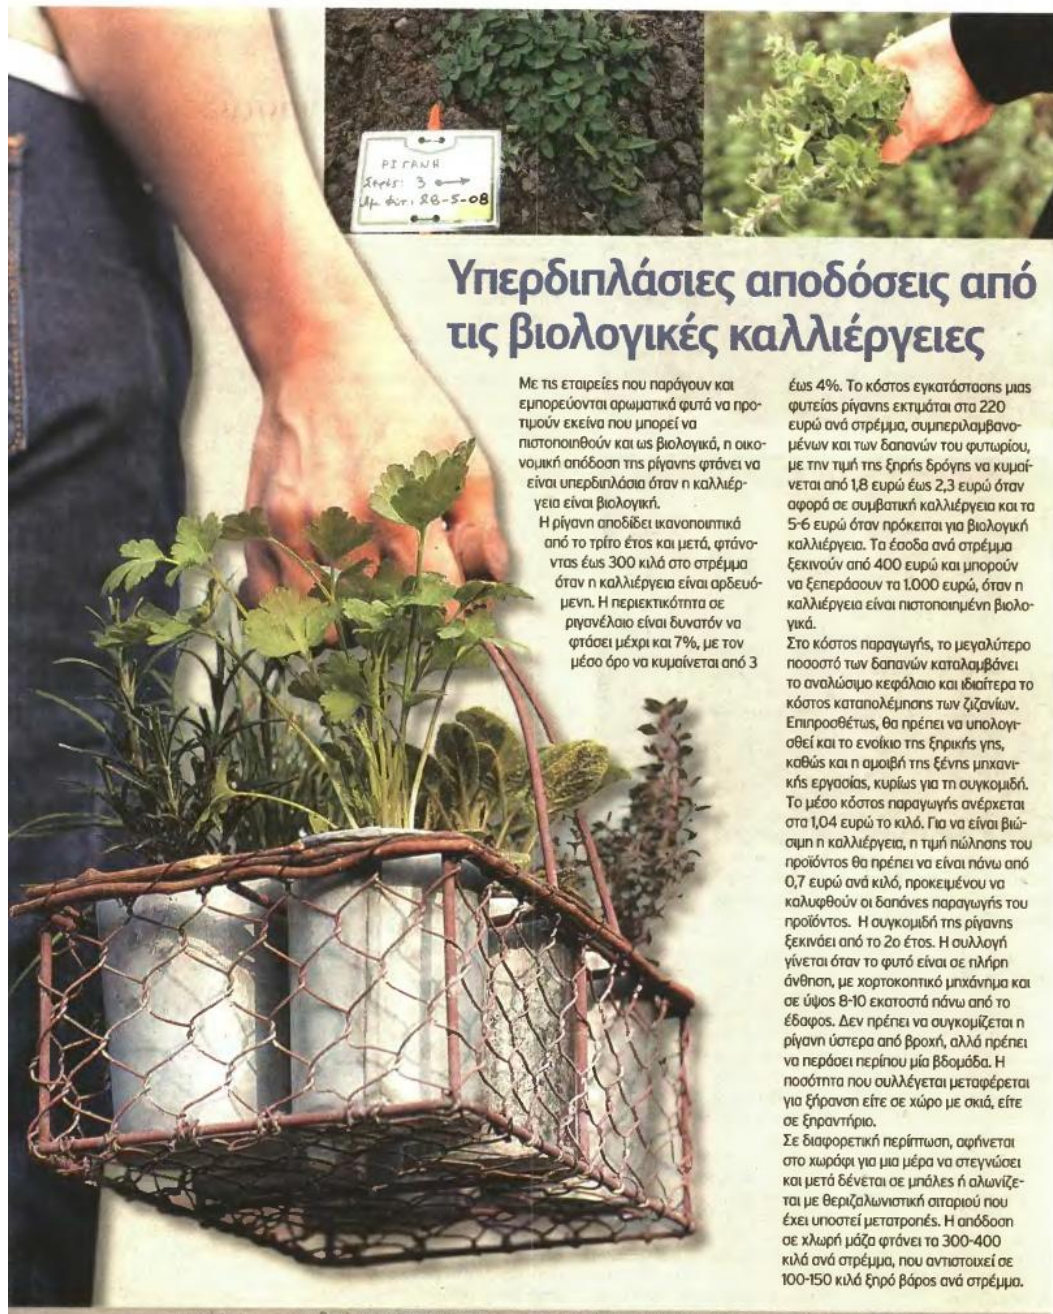 ΡΙΓΑΝΗ
Σειρές: 3
Ημ. Φύτ.: 28-5-08
Υπερδιπλάσιες αποδόσεις από
τις βιολογικές καλλιέργειες
Με τις εταιρείες που παράγουν και
εμπορεύονται αρωματικά φυτά να προ-
τιμούν εκείνα που μπορεί να
πιστοποιηθούν και ως βιολογικά, η οικο-
νομική απόδοση της ρίγανης φτάνει να
είναι υπερδιπλάσια όταν η καλλιέρ-
γεια είναι βιολογική.
Η ρίγανη αποδίδει ικανοποιητικά
από το τρίτο έτος και μετά, φτάνο-
ντας έως 300 κιλά στο στρέμμα
όταν η καλλιέργεια είναι αρδευό-
μενη. Η περιεκτικότητα σε
ριγανέλαιο είναι δυνατόν να
φτάσει μέχρι και 7%, με τον
μέσο όρο να κυμαίνεται από 3
έως 4%. Το κόστος εγκατάστασης μιας
φυτείας ρίγανης εκτιμάται στα 220
ευρώ ανά στρέμμα, συμπεριλαμβανο-
μένων και των δαπανών του φυτωρίου,
με την τιμή της ξηρής δρόγης να κυμαί-
νεται από 1,8 ευρώ έως 2,3 ευρώ όταν
αφορά σε συμβατική καλλιέργεια και τα
5-6 ευρώ όταν πρόκειται για βιολογική
καλλιέργεια. Τα έσοδα ανά στρέμμα
ξεκινούν από 400 ευρώ και μπορούν
να ξεπεράσουν τα 1.000 ευρώ, όταν η
καλλιέργεια είναι πιστοποιημένη βιολο-
γικά.
Στο κόστος παραγωγής, το μεγαλύτερο
ποσοστό των δαπανών καταλαμβάνει
το αναλώσιμο κεφάλαιο και ιδιαίτερα το
κόστος καταπολέμησης των ζιζανίων.
Επιπροσθέτως, θα πρέπει να υπολογι-
σθεί και το ενοίκιο της ξηρικής γης,
καθώς και η αμοιβή της ξένης μηχανι-
κής εργασίας, κυρίως για τη συγκομιδή.
Το μέσο κόστος παραγωγής ανέρχεται
στα 1,04 ευρώ το κιλό. Για να είναι βιώ-
σιμη η καλλιέργεια, η τιμή πώλησης του
προϊόντος θα πρέπει να είναι πάνω από
0,7 ευρώ ανά κιλό, προκειμένου να
καλυφθούν οι δαπάνες παραγωγής του
προϊόντος. Η συγκομιδή της ρίγανης
ξεκινάει από το 2ο έτος. Η συλλογή
γίνεται όταν το φυτό είναι σε πλήρη
άνθηση, με χορτοκοπτικό μηχάνημα και
σε ύψος 8-10 εκατοστά πάνω από το
έδαφος. Δεν πρέπει να συγκομίζεται η
ρίγανη ύστερα από βροχή, αλλά πρέπει
να περάσει περίπου μία βδομάδα. Η
ποσότητα που συλλέγεται μεταφέρεται
για ξήρανση είτε σε χώρο με σκιά, είτε
σε ξηραντήριο.
Σε διαφορετική περίπτωση, αφήνεται
στο χωράφι για μια μέρα να στεγνώσει
και μετά δένεται σε μπάλες ή αλωνίζε-
ται με θεριζαλωνιστική σιταριού που
έχει υποστεί μετατροπές. Η απόδοση
σε χλωρή μάζα φτάνει τα 300-400
κιλά ανά στρέμμα, που αντιστοιχεί σε
100-150 κιλά ξηρό βάρος ανά στρέμμα.